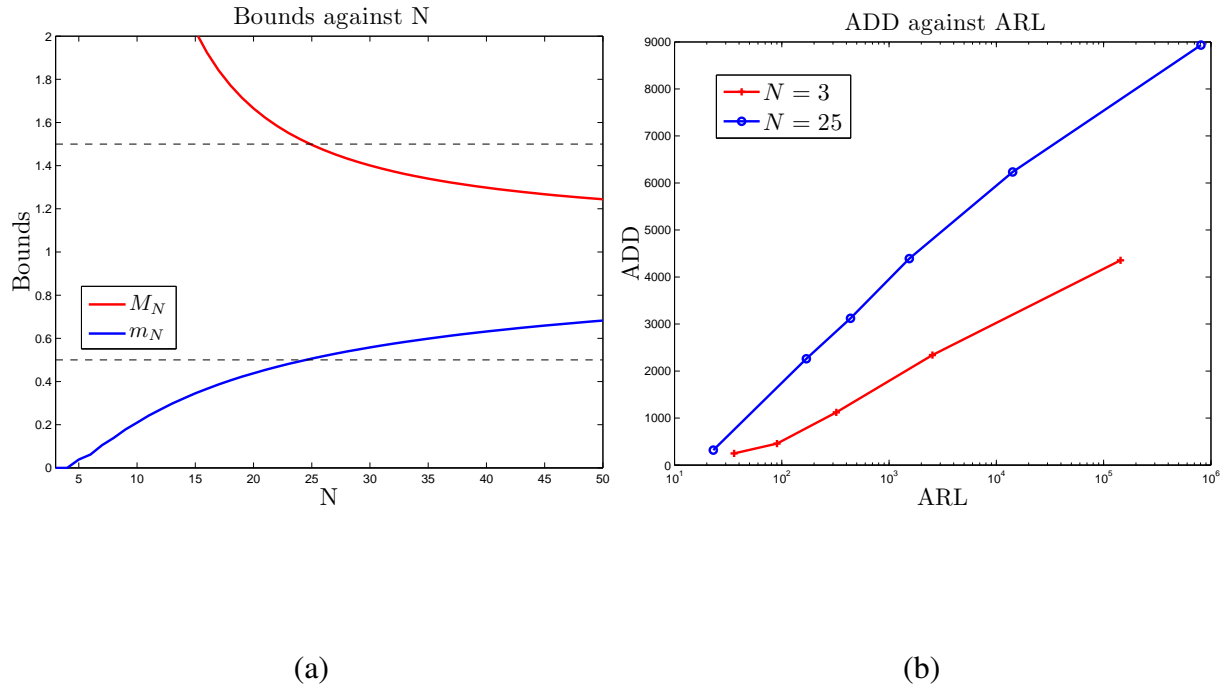 Bounds against N
2
1.8
1.6
1.4
1.2
1
0.8
0.6
0.4
0.2
0
Bounds
M_N
m_N
5 10 15 20 25 30 35 40 45 50
N
(a)
ADD against ARL
9000
8000
7000
6000
5000
4000
3000
2000
1000
0
ADD
N = 3
N = 25
10^1 10^2 10^3 10^4 10^5 10^6
ARL
(b)